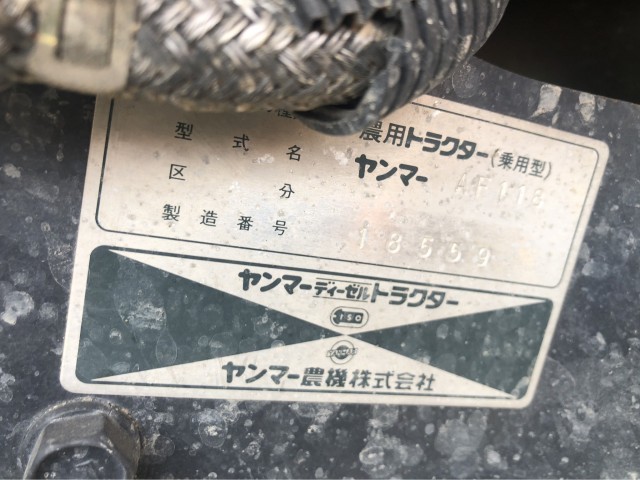 農用トラクター(乗用型)
型式名 ヤンマー AF118
区分
製造番号 18559
ヤンマーディーゼルトラクター
ISO
ヤンマー農機株式会社